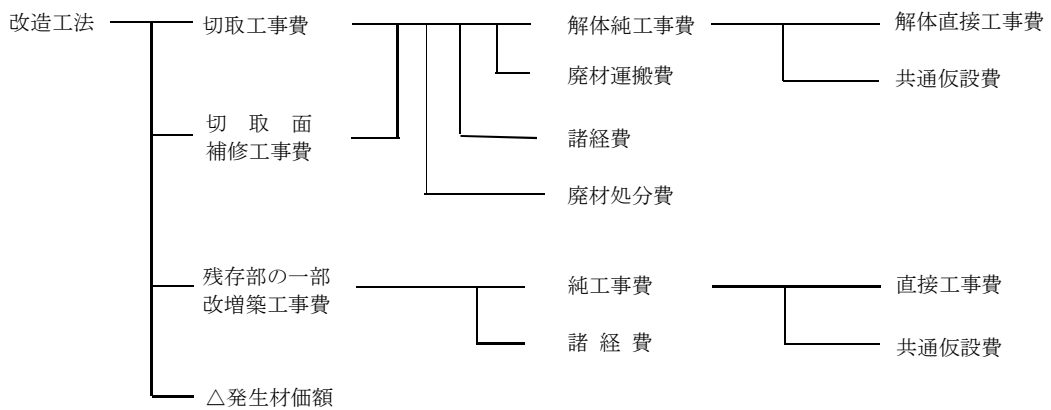 改造工法
切取工事費
解体純工事費
解体直接工事費
廃材運搬費
共通仮設費
切　取　面
補修工事費
諸経費
廃材処分費
残存部の一部
改増築工事費
純工事費
直接工事費
諸 経 費
共通仮設費
△発生材価額